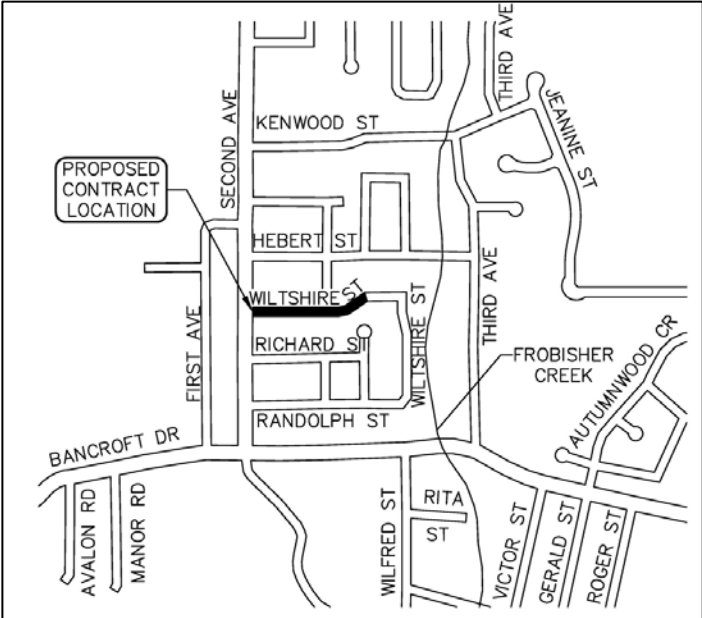 THIRD AVE
JEANINE ST
SECOND AVE
KENWOOD ST
PROPOSED
CONTRACT
LOCATION
HEBERT ST
WILTSHIRE ST
THIRD AVE
WILTSHIRE ST
FIRST AVE
RICHARD ST
FROBISHER
CREEK
AUTUMNWOOD CR
RANDOLPH ST
BANCROFT DR
AVALON RD
MANOR RD
WILFRED ST
RITA
ST
VICTOR ST
GERALD ST
ROGER ST